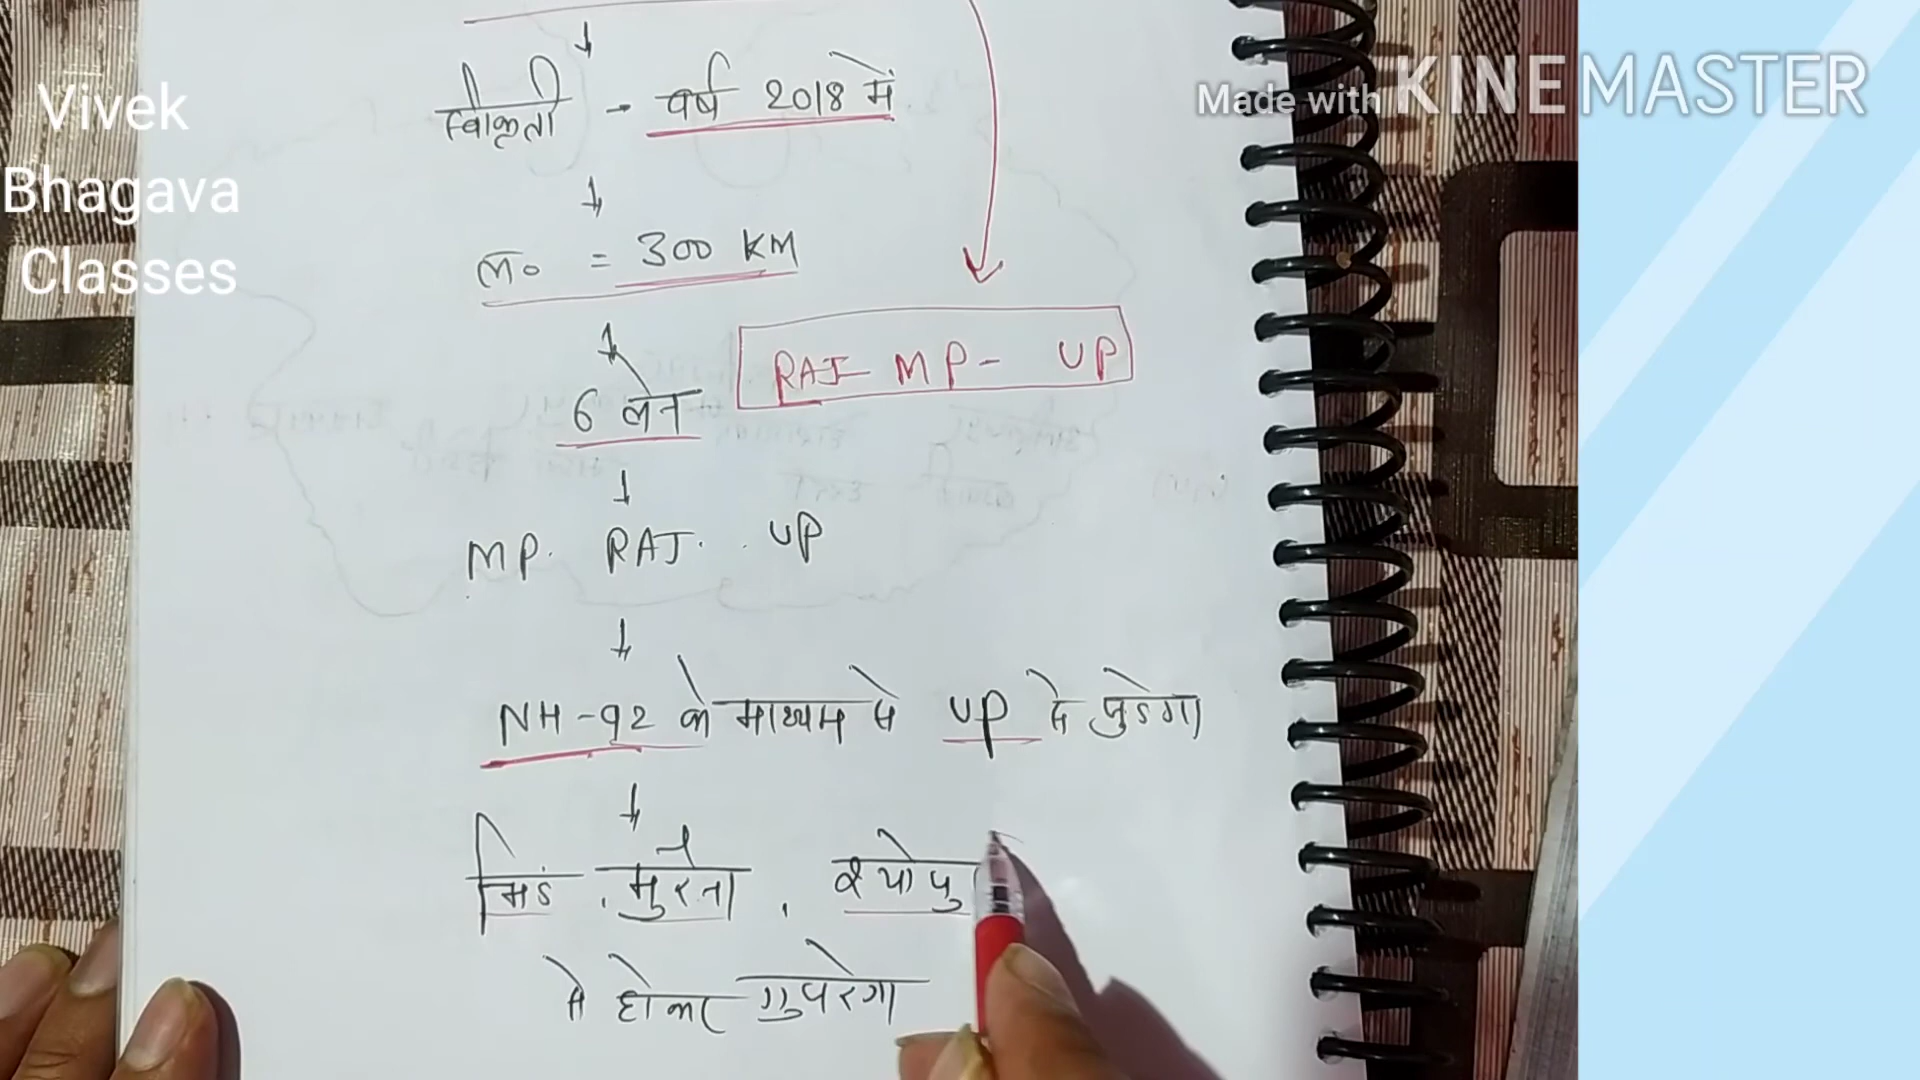 Vivek
Bhagava
Classes
Made with KINEMASTER
स्वीकृती - वर्ष 2018 में
ल० = 300 KM
RAJ- MP- UP
6 लेन
MP. RAJ. UP
NH-92 के माध्यम से UP से जुडेगा
भिंड, मुरैना, श्योपु
से होकर गुजरेगा